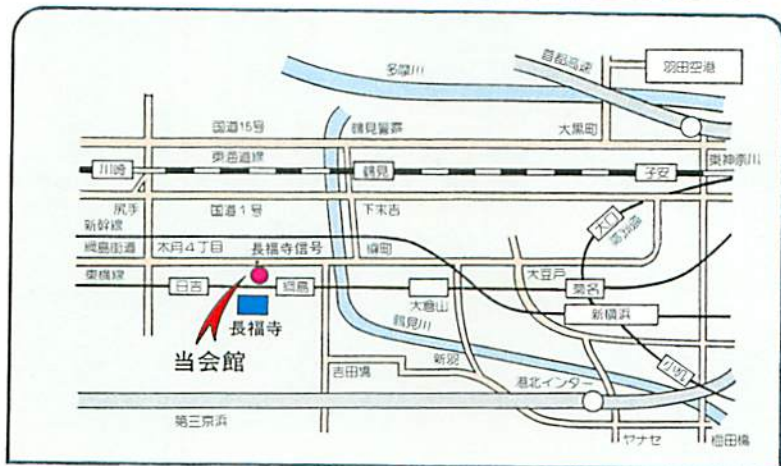 多摩川
首都高速
羽田空港
国道15号
鶴見警察
大黒町
東海道線
東神奈川
川崎
鶴見
子安
尻手
国道1号
下末吉
新幹線
大口
横浜線
綱島街道
木月4丁目
長福寺信号
樽町
東横線
日吉
綱島
大倉山
大豆戸
菊名
新横浜
長福寺
鶴見川
当会館
吉田橋
新羽
港北インター
小机
第三京浜
ヤナセ